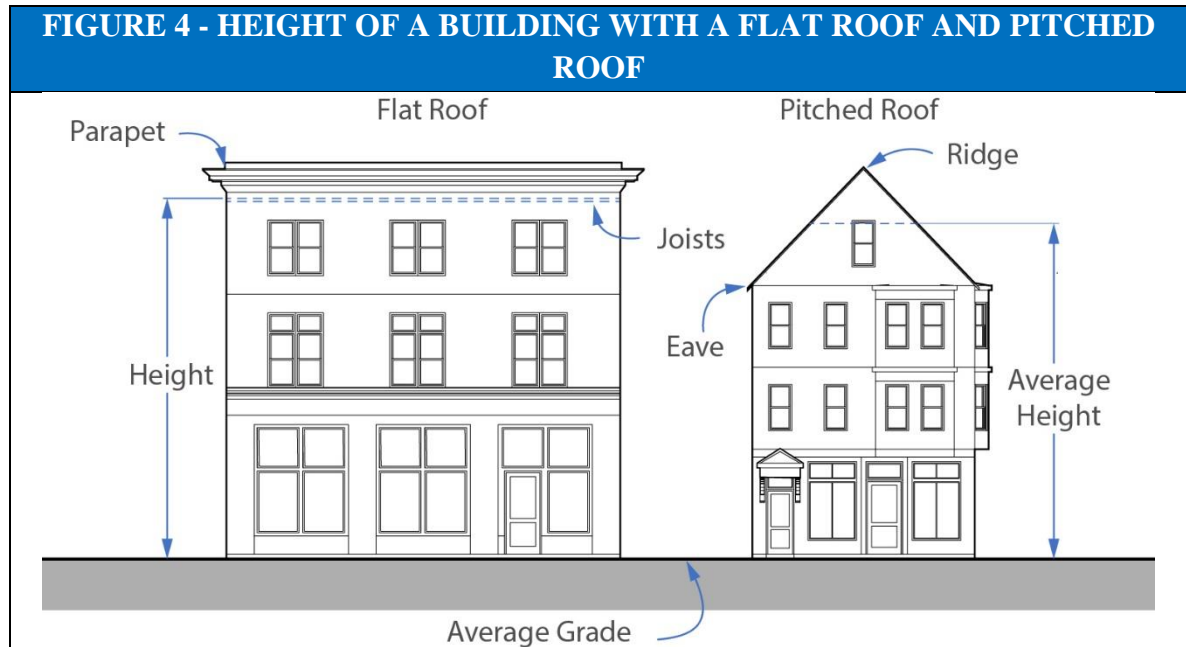 FIGURE 4 - HEIGHT OF A BUILDING WITH A FLAT ROOF AND PITCHED
ROOF
Flat Roof
Pitched Roof
Parapet
Ridge
Joists
Eave
Height
Average
Height
Average Grade